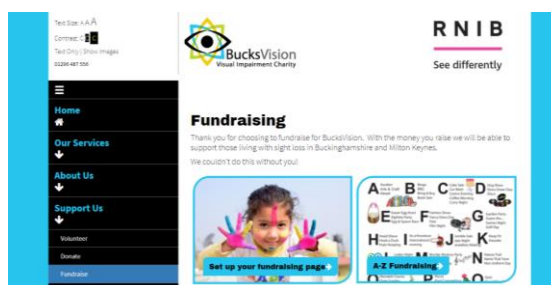 Text Size: A A A
Contrast: C C C
Text Only | Show Images
01296 487 556
BucksVision
Visual Impairment Charity
RNIB
See differently
Home
Our Services
About Us
Support Us
Volunteer
Donate
Fundraise
Fundraising
Thank you for choosing to fundraise for BucksVision. With the money you raise we will be able to
support those living with sight loss in Buckinghamshire and Milton Keynes.
We couldn't do this without you!
Set up your fundraising page
A B C D
E F G
H I J K
A-Z Fundraising